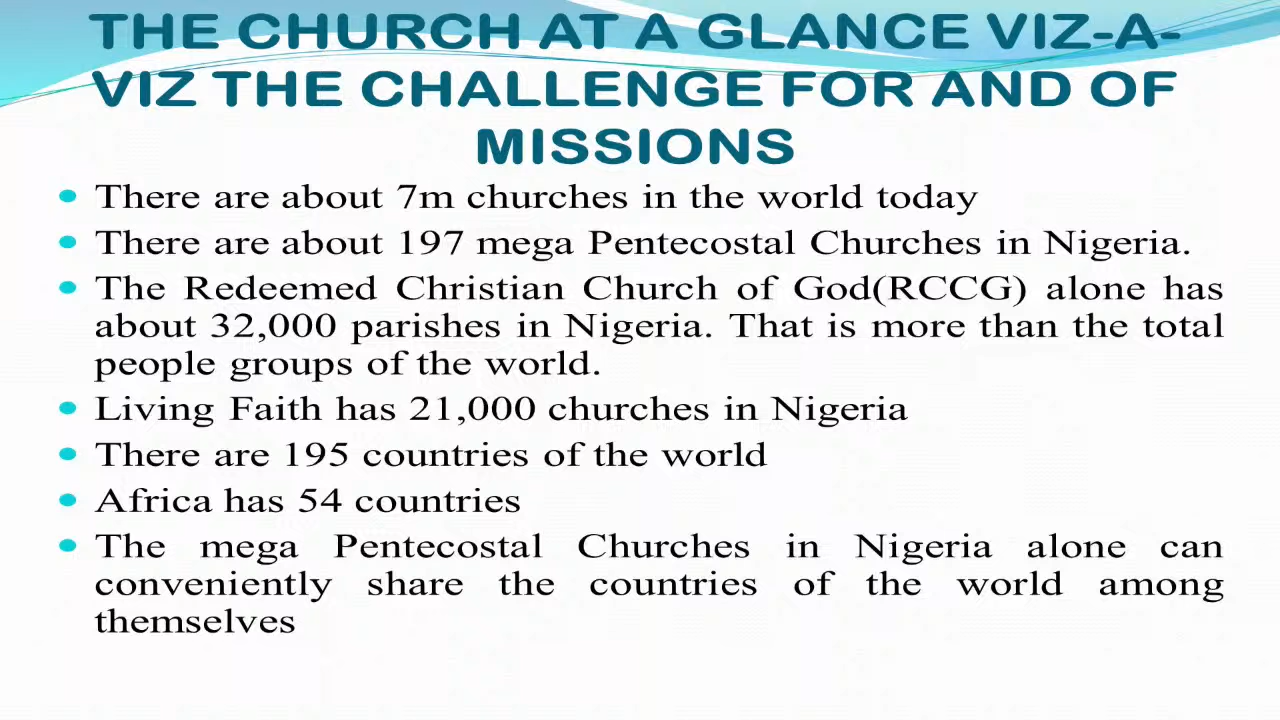 THE CHURCH AT A GLANCE VIZ-A-
VIZ THE CHALLENGE FOR AND OF
MISSIONS
• There are about 7m churches in the world today
• There are about 197 mega Pentecostal Churches in Nigeria.
• The Redeemed Christian Church of God(RCCG) alone has
about 32,000 parishes in Nigeria. That is more than the total
people groups of the world.
• Living Faith has 21,000 churches in Nigeria
• There are 195 countries of the world
• Africa has 54 countries
• The mega Pentecostal Churches in Nigeria alone can
conveniently share the countries of the world among
themselves